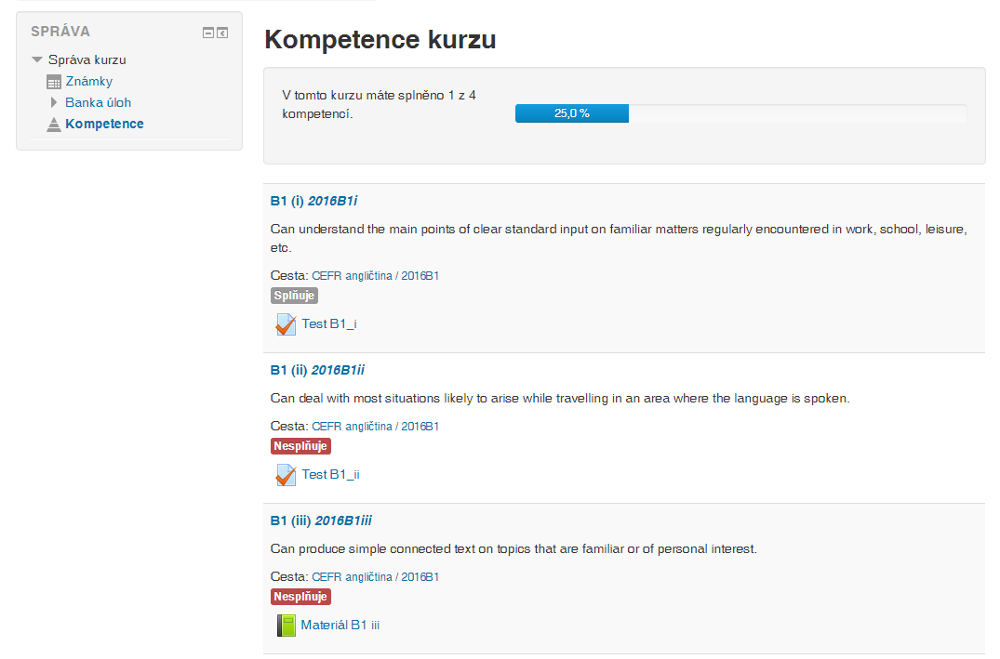 SPRÁVA
Správa kurzu
Známky
Banka úloh
Kompetence
Kompetence kurzu
V tomto kurzu máte splněno 1 z 4
kompetencí.
25,0 %
B1 (i) 2016B1i
Can understand the main points of clear standard input on familiar matters regularly encountered in work, school, leisure,
etc.
Cesta: CEFR angličtina / 2016B1
Splňuje
Test B1_i
B1 (ii) 2016B1ii
Can deal with most situations likely to arise while travelling in an area where the language is spoken.
Cesta: CEFR angličtina / 2016B1
Nesplňuje
Test B1_ii
B1 (iii) 2016B1iii
Can produce simple connected text on topics that are familiar or of personal interest.
Cesta: CEFR angličtina / 2016B1
Nesplňuje
Materiál B1 iii